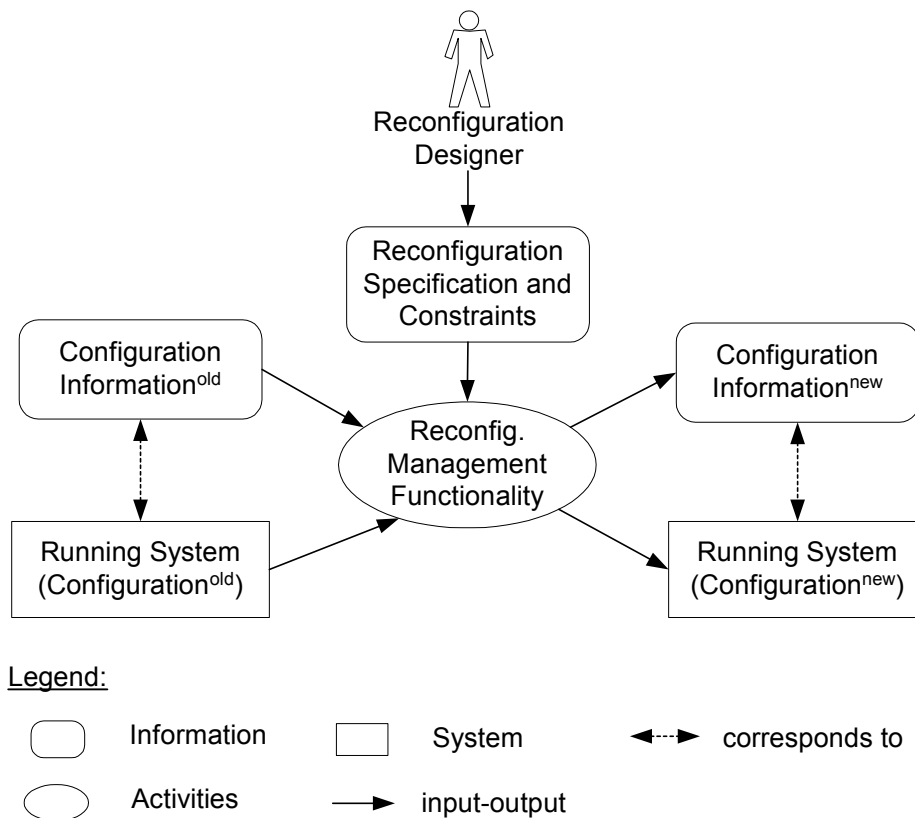 Reconfiguration
Designer
Reconfiguration
Specification and
Constraints
Configuration
Information^old
Configuration
Information^new
Reconfig.
Management
Functionality
Running System
(Configuration^old)
Running System
(Configuration^new)
Legend:
Information
System
corresponds to
Activities
input-output